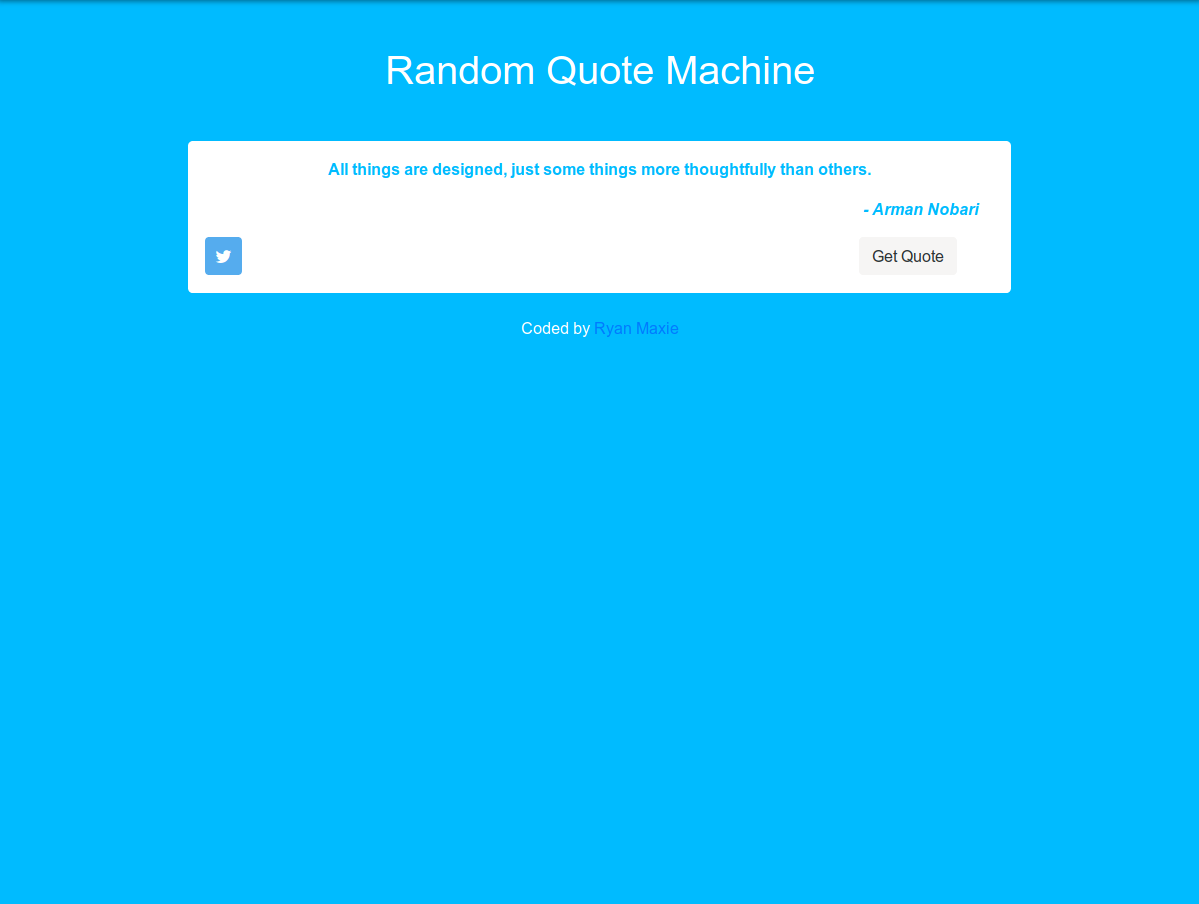 Random Quote Machine
All things are designed, just some things more thoughtfully than others.
- Arman Nobari
Get Quote
Coded by Ryan Maxie